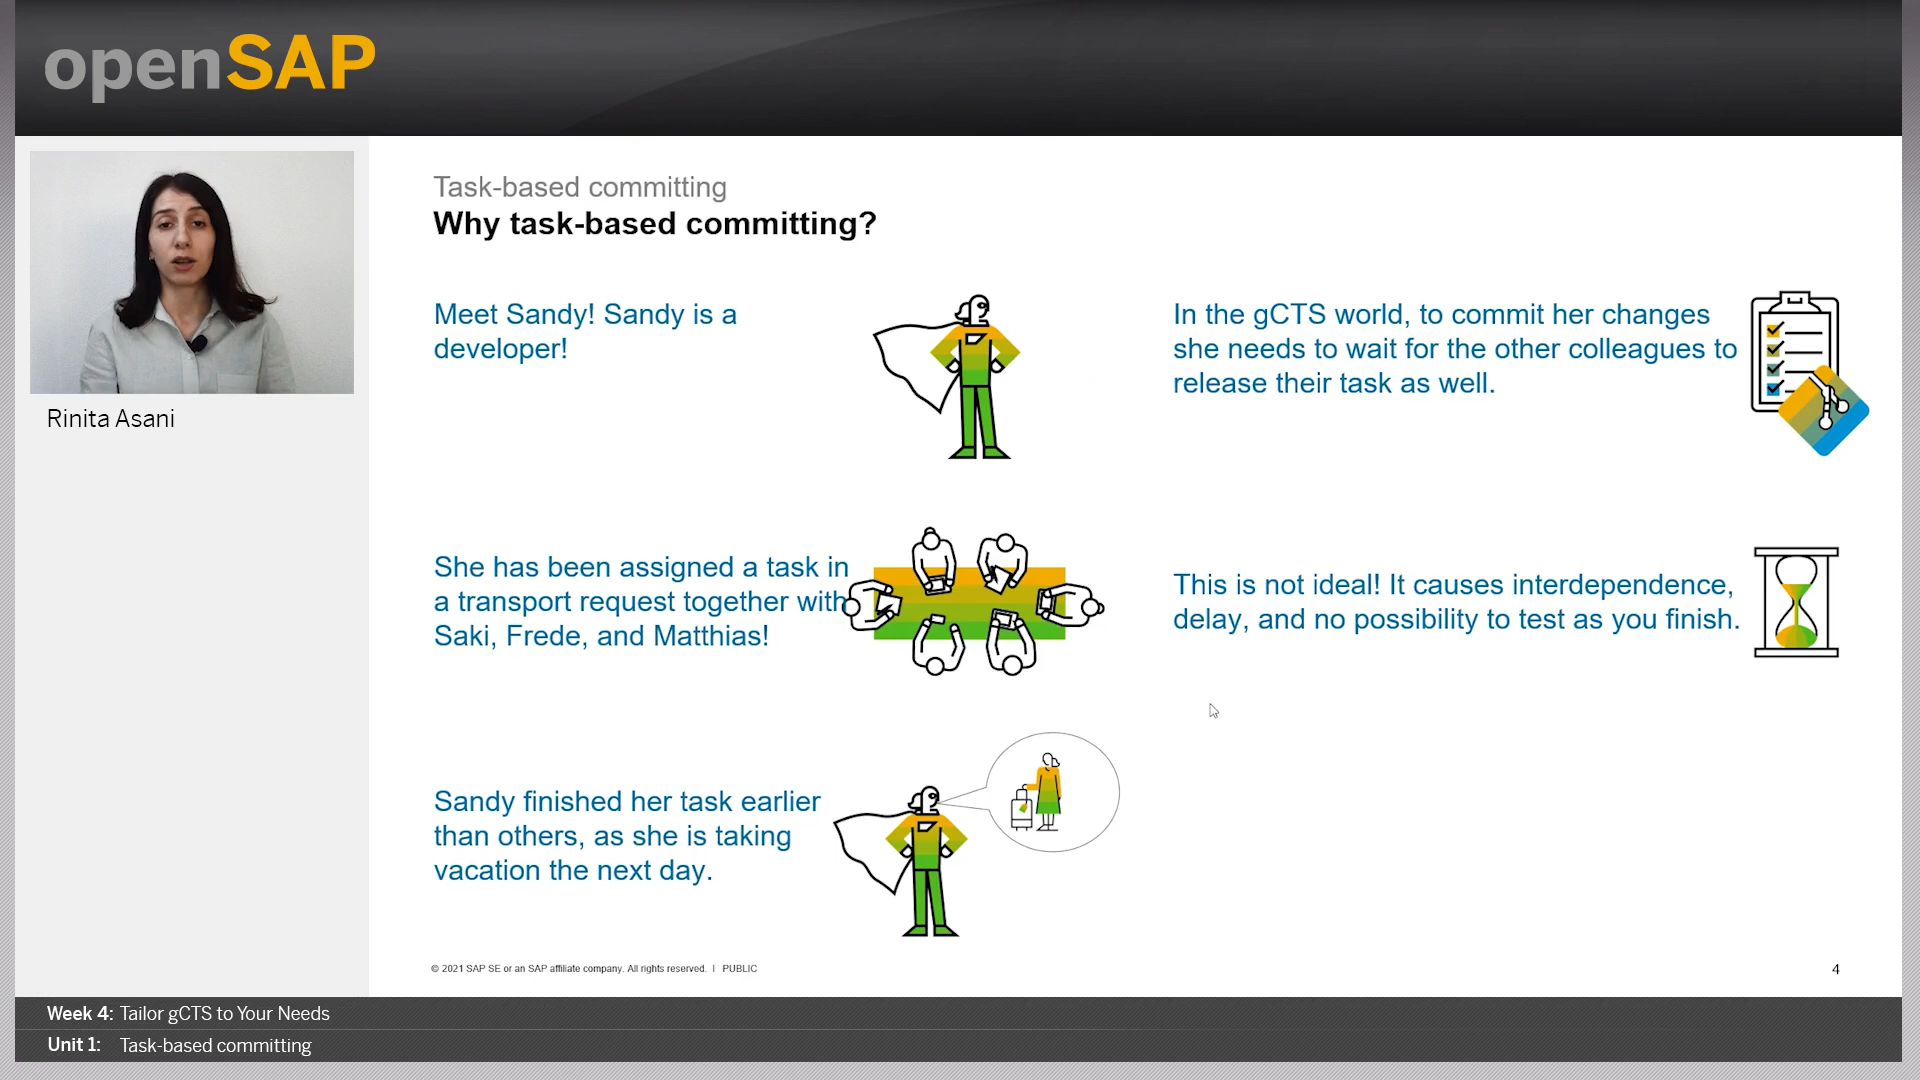 openSAP
Rinita Asani
Task-based committing
Why task-based committing?
Meet Sandy! Sandy is a
developer!
She has been assigned a task in
a transport request together with
Saki, Frede, and Matthias!
Sandy finished her task earlier
than others, as she is taking
vacation the next day.
In the gCTS world, to commit her changes
she needs to wait for the other colleagues to
release their task as well.
This is not ideal! It causes interdependence,
delay, and no possibility to test as you finish.
© 2021 SAP SE or an SAP affiliate company. All rights reserved. | PUBLIC
4
Week 4: Tailor gCTS to Your Needs
Unit 1: Task-based committing